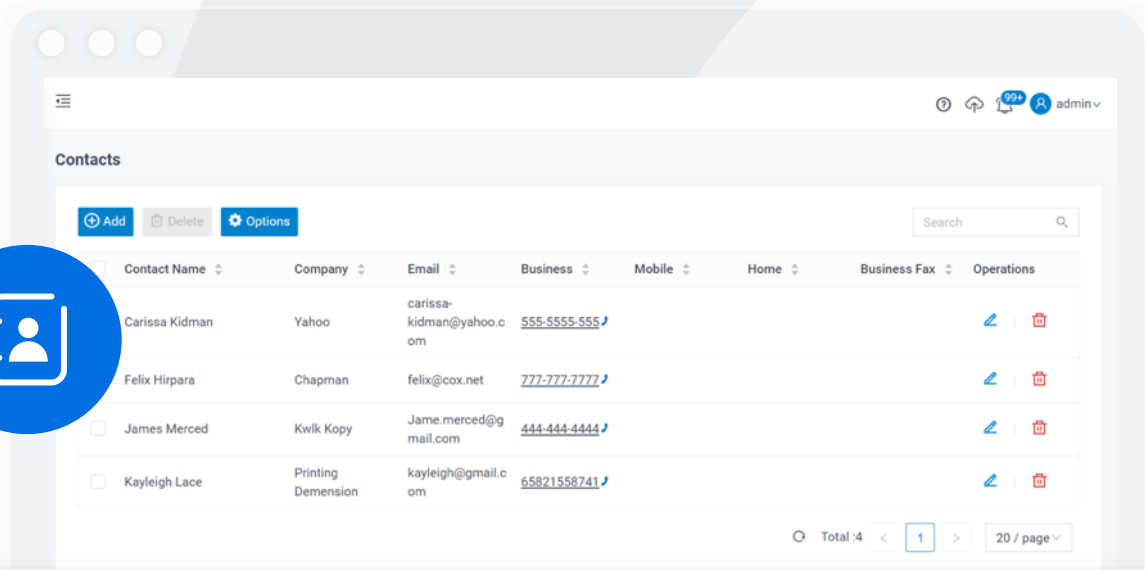 99+
admin
Contacts
Add Delete Options Search
Contact Name Company Email Business Mobile Home Business Fax Operations
carissa-
Carissa Kidman Yahoo kidman@yahoo.c 555-5555-555
om
Felix Hirpara Chapman felix@cox.net 777-777-7777
Jame.merced@g
James Merced Kwlk Kopy 444-444-4444
mail.com
Printing kayleigh@gmail.c
Kayleigh Lace 65821558741
Demension om
Total :4 < 1 > 20 / page